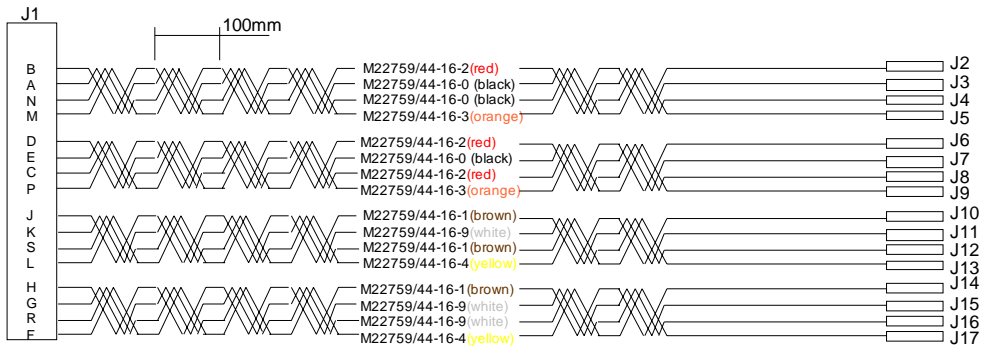 J1
100mm
B M22759/44-16-2(red) J2
A M22759/44-16-0 (black) J3
N M22759/44-16-0 (black) J4
M M22759/44-16-3(orange) J5
D M22759/44-16-2(red) J6
E M22759/44-16-0 (black) J7
C M22759/44-16-2(red) J8
P M22759/44-16-3(orange) J9
J M22759/44-16-1(brown) J10
K M22759/44-16-9(white) J11
S M22759/44-16-1(brown) J12
L M22759/44-16-4(yellow) J13
H M22759/44-16-1(brown) J14
G M22759/44-16-9(white) J15
R M22759/44-16-9(white) J16
F M22759/44-16-4(yellow) J17